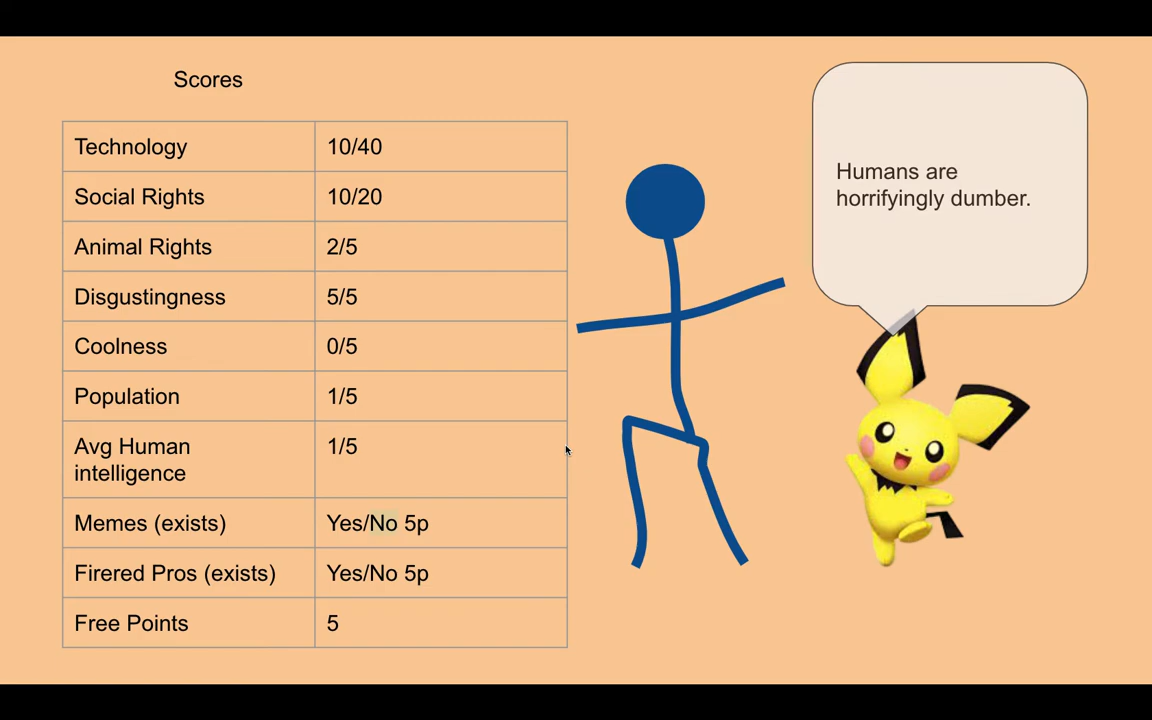 Scores
Technology 10/40
Social Rights 10/20
Animal Rights 2/5
Disgustingness 5/5
Coolness 0/5
Population 1/5
Avg Human 1/5
intelligence
Memes (exists) Yes/No 5p
Firered Pros (exists) Yes/No 5p
Free Points 5
Humans are
horrifyingly dumber.